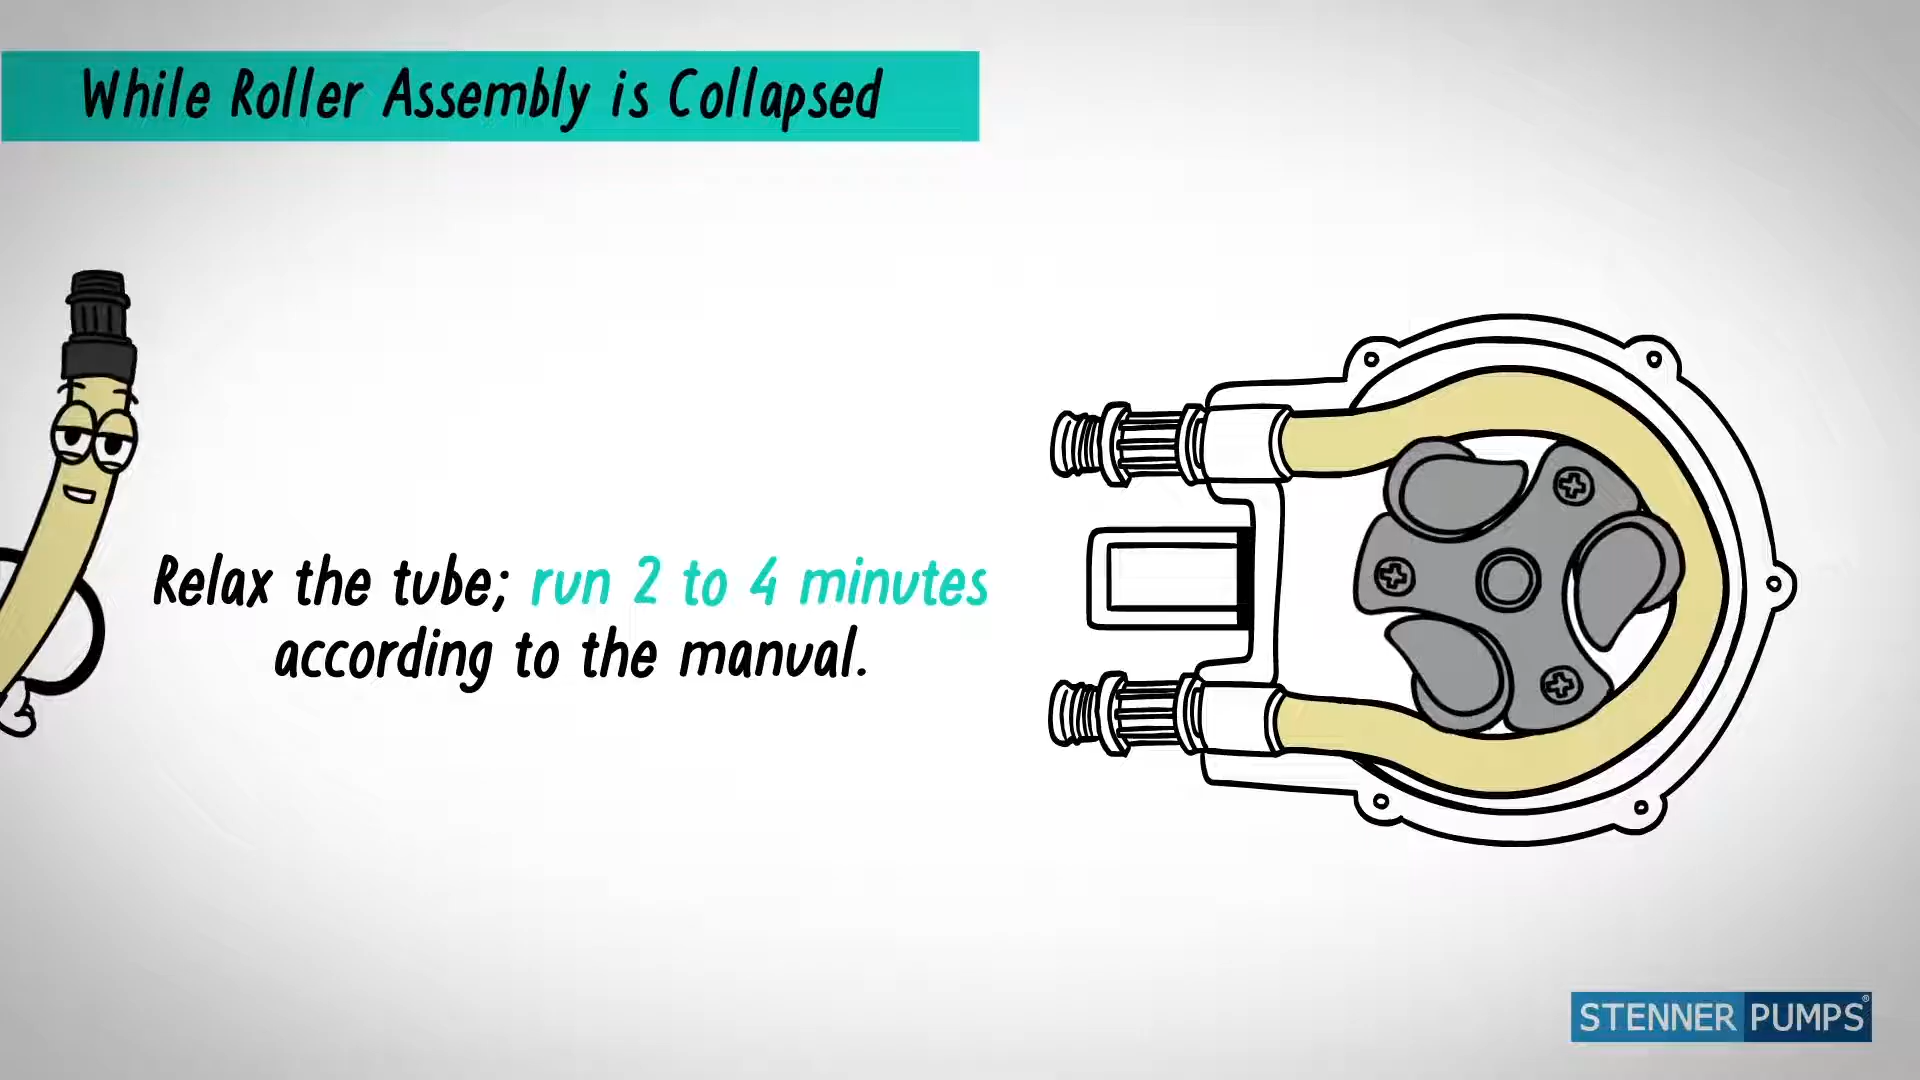 While Roller Assembly is Collapsed
Relax the tube; run 2 to 4 minutes
according to the manual.
STENNER PUMPS®